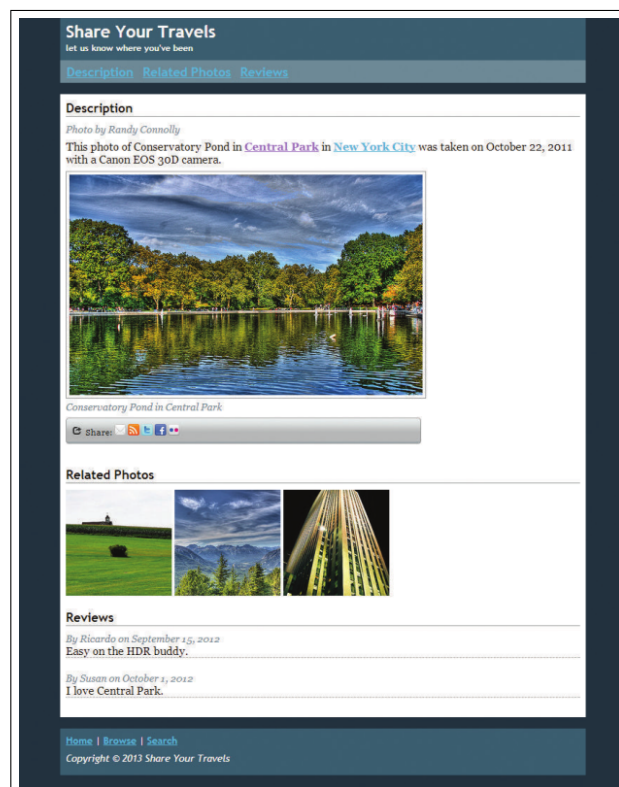 Share Your Travels
let us know where you've been
Description Related Photos Reviews
Description
Photo by Randy Connolly
This photo of Conservatory Pond in Central Park in New York City was taken on October 22, 2011
with a Canon EOS 30D camera.
Conservatory Pond in Central Park
Share:
Related Photos
Reviews
By Ricardo on September 15, 2012
Easy on the HDR buddy.
By Susan on October 1, 2012
I love Central Park.
Home | Browse | Search
Copyright © 2013 Share Your Travels